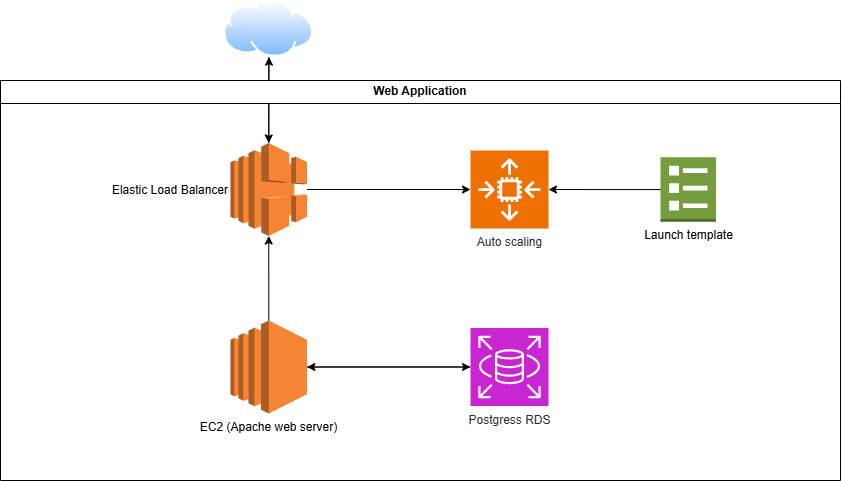 Web Application
Elastic Load Balancer
Auto scaling
Launch template
EC2 (Apache web server)
Postgress RDS